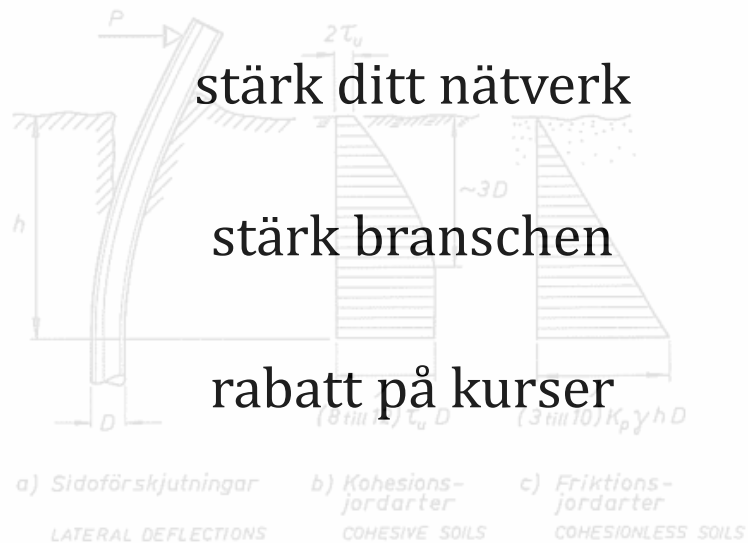 P
2τu
stärk ditt nätverk
h
~3D
stärk branschen
rabatt på kurser
D
(8 till 12) τu D
(3 till 10) Kp γ h D
a) Sidoförskjutningar
b) Kohesions-
jordarter
c) Friktions-
jordarter
LATERAL DEFLECTIONS
COHESIVE SOILS
COHESIONLESS SOILS